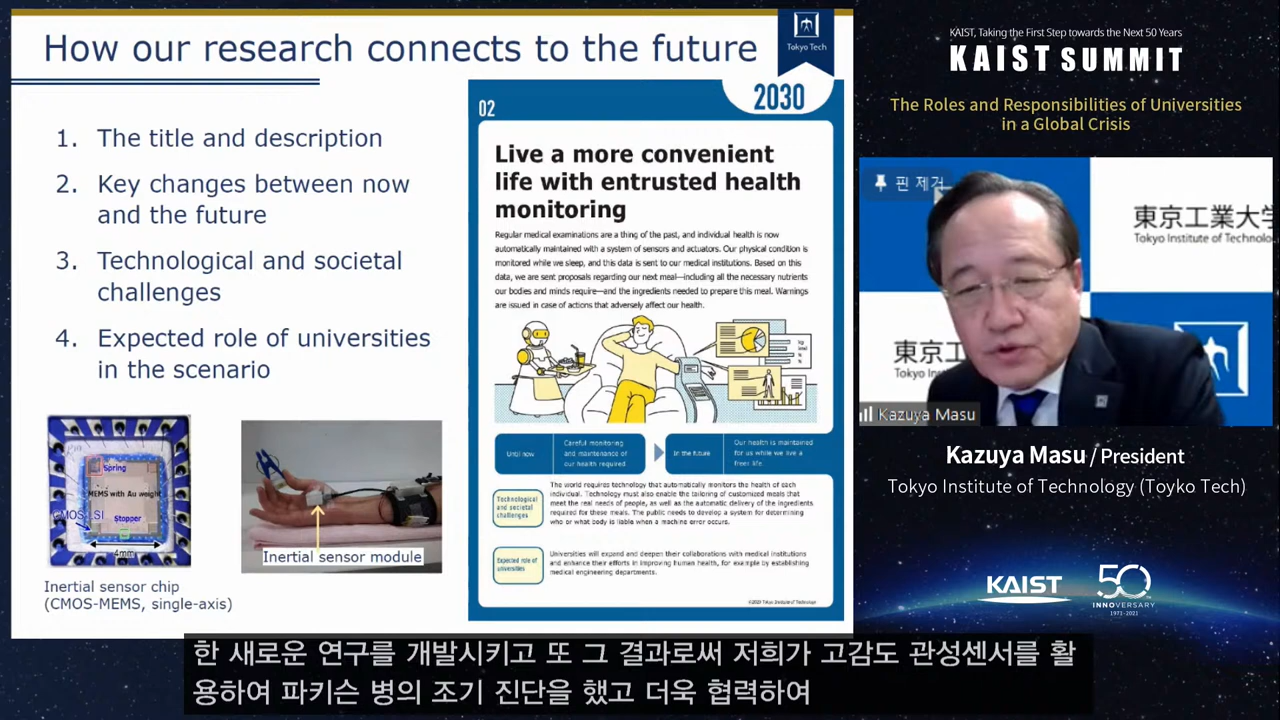 How our research connects to the future
Tokyo Tech
1. The title and description
2. Key changes between now
and the future
3. Technological and societal
challenges
4. Expected role of universities
in the scenario
Spring
MEMS with Au weight
Stopper
4mm
Inertial sensor chip
(CMOS-MEMS, single-axis)
Inertial sensor module
02
2030
Live a more convenient
life with entrusted health
monitoring
Regular medical examinations are a thing of the past, and individual health is now
automatically maintained with a system of sensors and actuators. Our physical condition is
monitored while we sleep, and this data is sent to our medical institutions. Based on this
data, we are sent proposals regarding our next meal—including all the necessary nutrients
our bodies and minds require—and the ingredients needed to prepare this meal. Warnings
are issued in case of actions that adversely affect our health.
Until now
Careful monitoring
and maintenance of
our health required
In the future
Our health is maintained
for us while we live a
freer life
Technological
and societal
challenges
The world requires technology that automatically monitors the health of each
individual. Technology must also enable the tailoring of customized meals that
meet the real needs of people, as well as the automatic delivery of the ingredients
required for these meals. The public needs to develop a system for determining
who or what body is liable when a machine error occurs.
Expected role of
universities
Universities will expand and deepen their collaborations with medical institutions
and enhance their efforts in improving human health, for example by establishing
medical engineering departments.
Tokyo Institute of Technology
KAIST, Taking the First Step towards the Next 50 Years
KAIST SUMMIT
The Roles and Responsibilities of Universities
in a Global Crisis
핀 제거
東京工業大学
Tokyo Institute of Technolo
東京工
Tokyo Ins
Kazuya Masu
Kazuya Masu / President
Tokyo Institute of Technology (Toyko Tech)
KAIST
50
INNOVERSARY
1971-2021
한 새로운 연구를 개발시키고 또 그 결과로써 저희가 고감도 관성센서를 활
용하여 파키슨 병의 조기 진단을 했고 더욱 협력하여